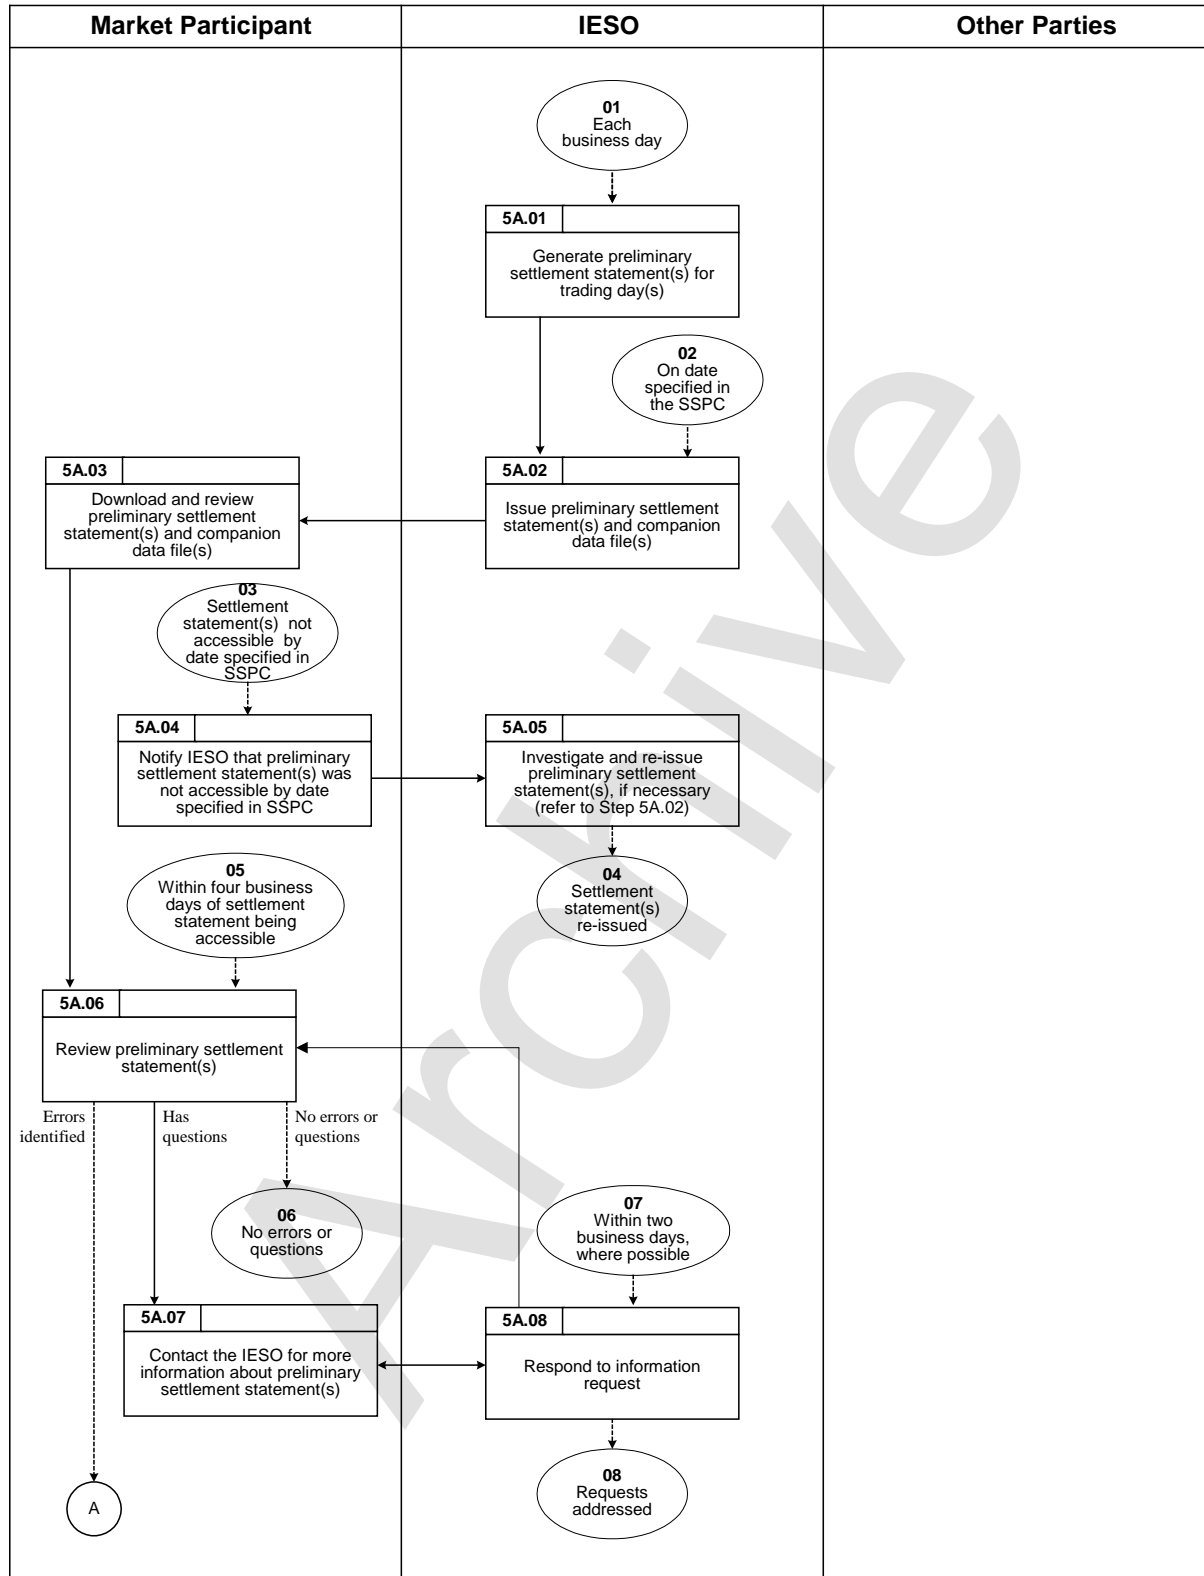 Market Participant
IESO
Other Parties
01
Each
business day
5A.01
Generate preliminary
settlement statement(s) for
trading day(s)
02
On date
specified in
the SSPC
5A.03
Download and review
preliminary settlement
statement(s) and companion
data file(s)
5A.02
Issue preliminary settlement
statement(s) and companion
data file(s)
03
Settlement
statement(s) not
accessible by
date specified in
SSPC
5A.04
Notify IESO that preliminary
settlement statement(s) was
not accessible by date
specified in SSPC
5A.05
Investigate and re-issue
preliminary settlement
statement(s), if necessary
(refer to Step 5A.02)
04
Settlement
statement(s)
re-issued
05
Within four business
days of settlement
statement being
accessible
5A.06
Review preliminary settlement
statement(s)
Errors
identified
Has
questions
No errors or
questions
06
No errors or
questions
07
Within two
business days,
where possible
5A.07
Contact the IESO for more
information about preliminary
settlement statement(s)
5A.08
Respond to information
request
08
Requests
addressed
A
Archive